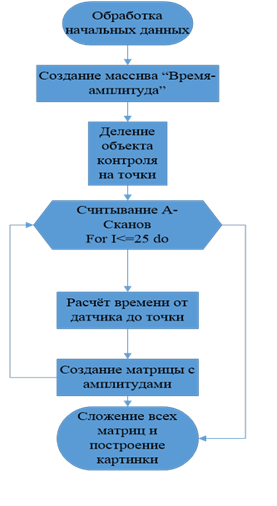 Обработка
начальных данных
Создание массива “Время-
амплитуда”
Деление
объекта
контроля
на точки
Считывание А-
Сканов
For I<=25 do
Расчёт времени от
датчика до точки
Создание матрицы с
амплитудами
Сложение всех
матриц и
построение
картинки